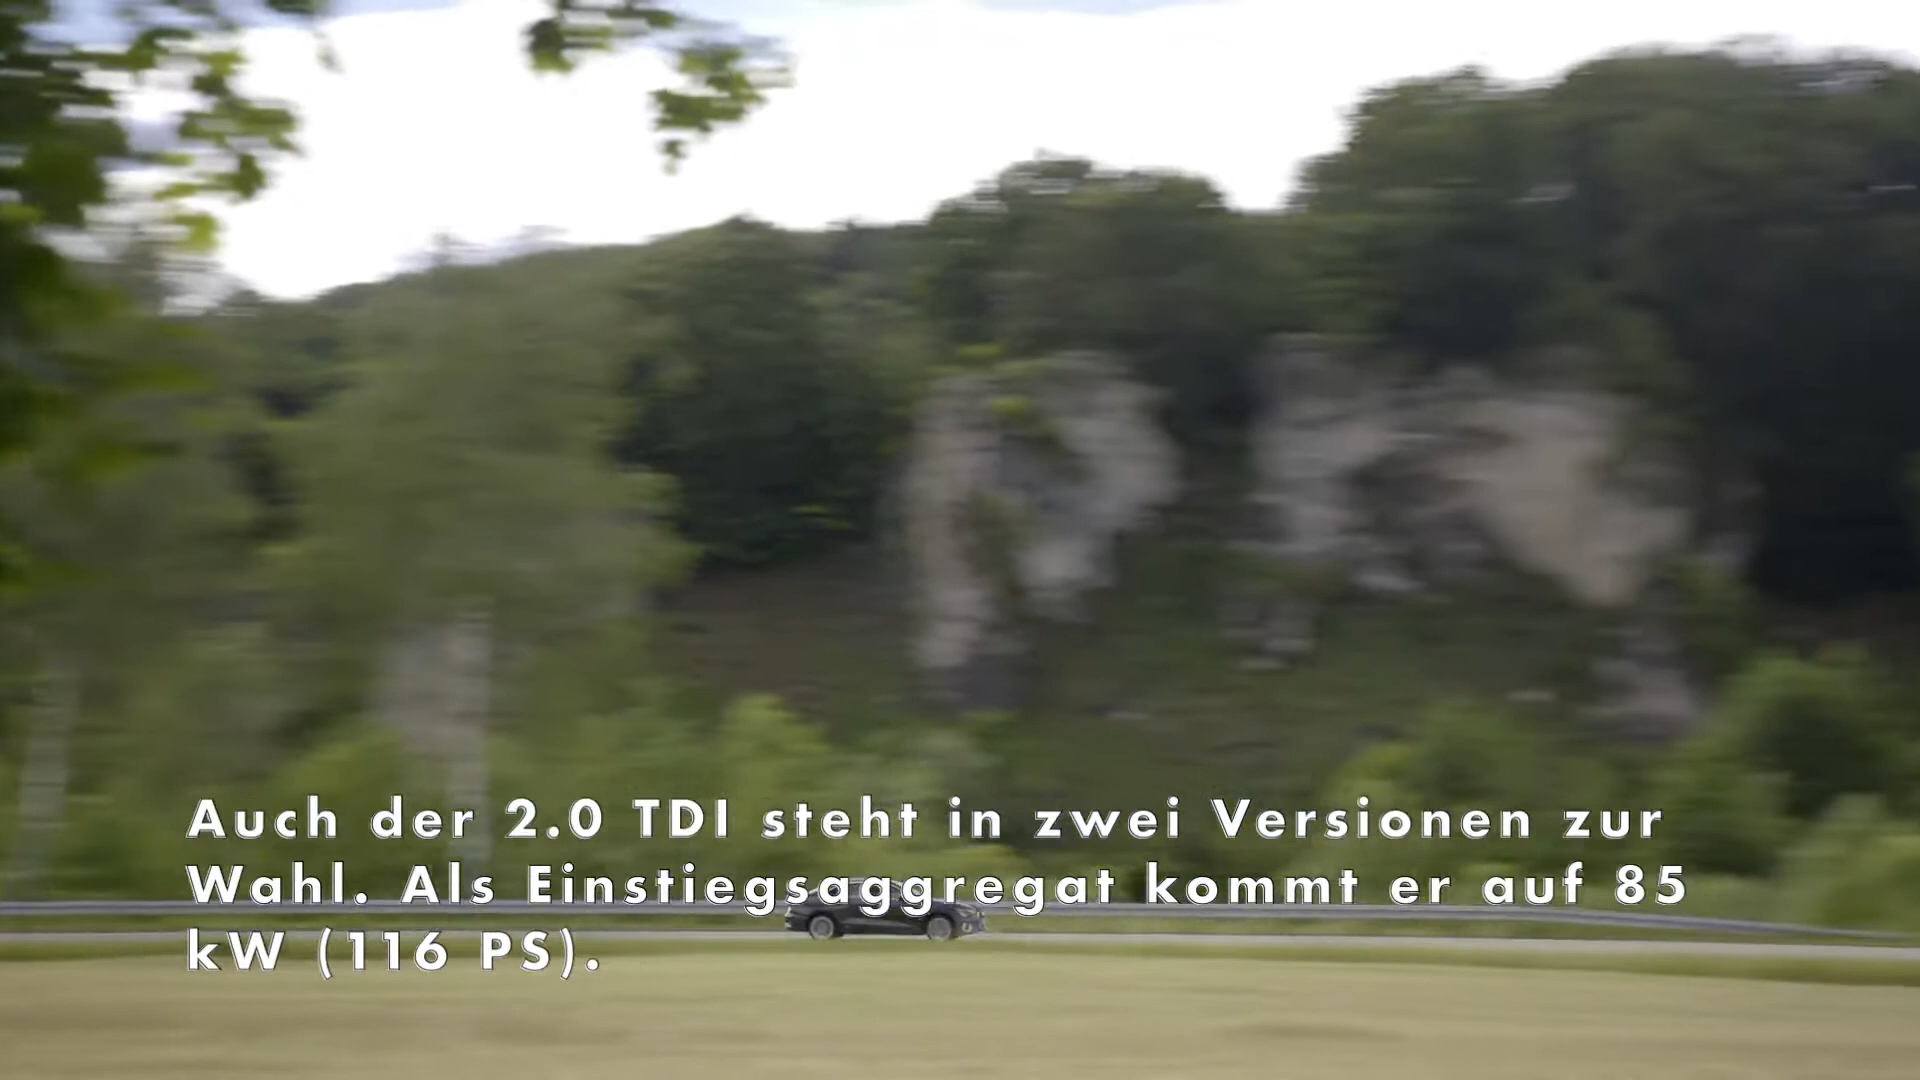 Auch der 2.0 TDI steht in zwei Versionen zur
Wahl. Als Einstiegsaggregat kommt er auf 85
kW (116 PS).